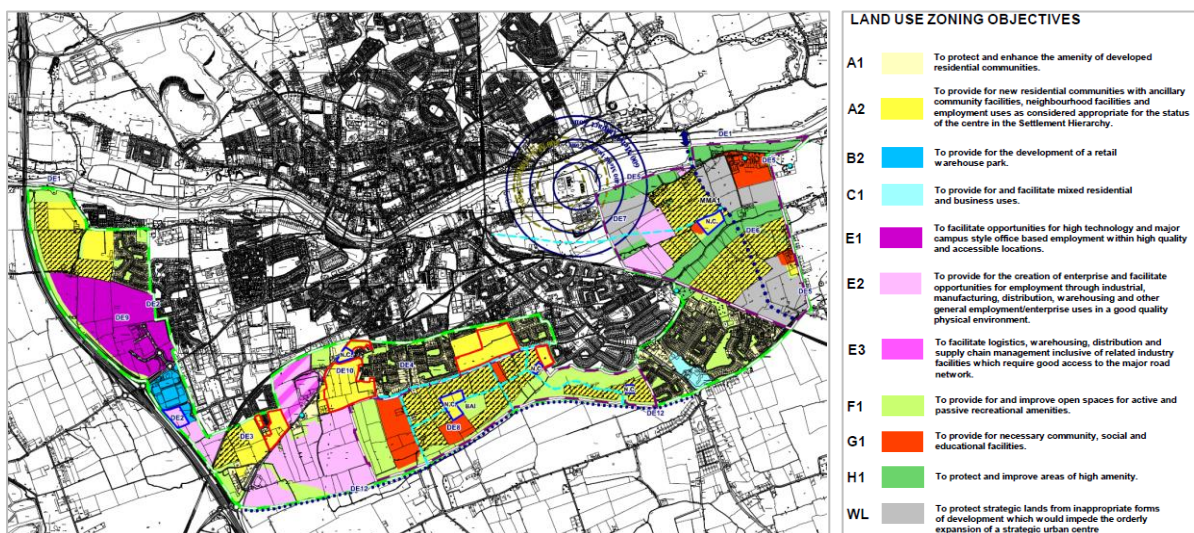 LAND USE ZONING OBJECTIVES
A1
To protect and enhance the amenity of developed
residential communities.
A2
To provide for new residential communities with ancillary
community facilities, neighbourhood facilities and
employment uses as considered appropriate for the status
of the centre in the Settlement Hierarchy.
B2
To provide for the development of a retail
warehouse park.
C1
To provide for and facilitate mixed residential
and business uses.
E1
To facilitate opportunities for high technology and major
campus style office based employment within high quality
and accessible locations.
E2
To provide for the creation of enterprise and facilitate
opportunities for employment through industrial,
manufacturing, distribution, warehousing and other
general employment/enterprise uses in a good quality
physical environment.
E3
To facilitate logistics, warehousing, distribution and
supply chain management inclusive of related industry
facilities which require good access to the major road
network.
F1
To provide for and improve open spaces for active and
passive recreational amenities.
G1
To provide for necessary community, social and
educational facilities.
H1
To protect and improve areas of high amenity.
WL
To protect strategic lands from inappropriate forms
of development which would impede the orderly
expansion of a strategic urban centre
DE1
DE1
DE5
DE5
DE7
MMA1
N.C.
DE6
DE5
DE2
DE9
DE2
DE10
DE4
DE3
N.C.
BAI
DE8
DE12
DE12